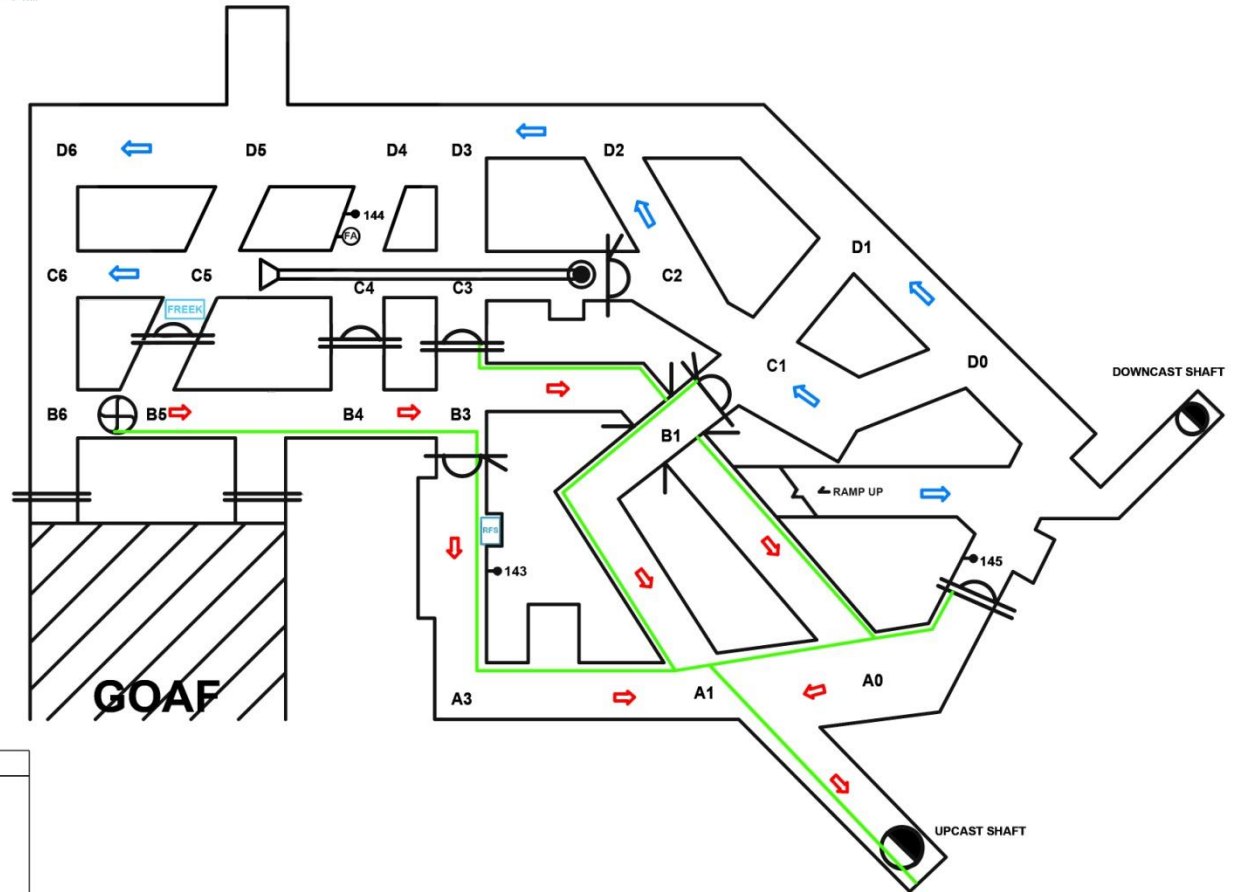 D6
D5
D4
D3
D2
144
FA
D1
C6
C5
C2
C4
C3
FREEK
D0
C1
DOWNCAST SHAFT
B6
B5
B4
B3
B1
RAMP UP
RFS
143
145
GOAF
A3
A1
A0
UPCAST SHAFT